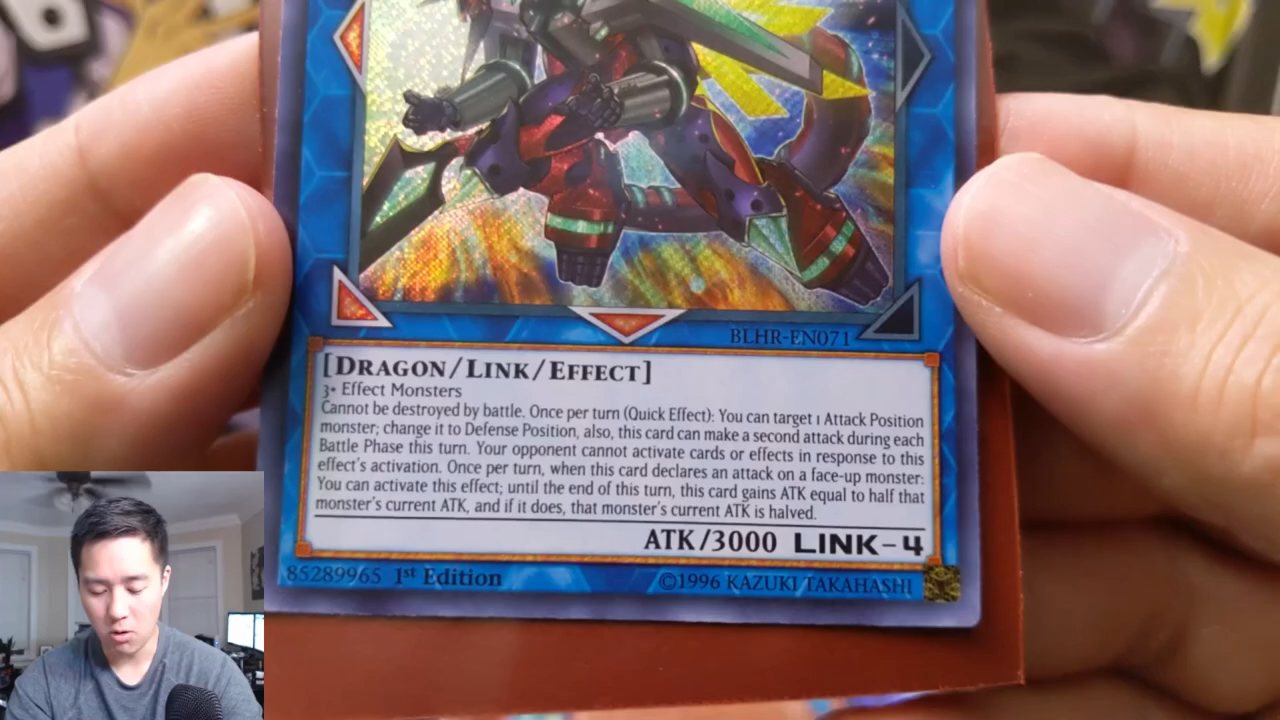 BLHR-EN071
[DRAGON/LINK/EFFECT]
3+ Effect Monsters
Cannot be destroyed by battle. Once per turn (Quick Effect): You can target 1 Attack Position
monster; change it to Defense Position, also, this card can make a second attack during each
Battle Phase this turn. Your opponent cannot activate cards or effects in response to this
effect's activation. Once per turn, when this card declares an attack on a face-up monster:
You can activate this effect; until the end of this turn, this card gains ATK equal to half that
monster's current ATK, and if it does, that monster's current ATK is halved.
ATK/3000 LINK-4
85289965 1st Edition ©1996 KAZUKI TAKAHASHI